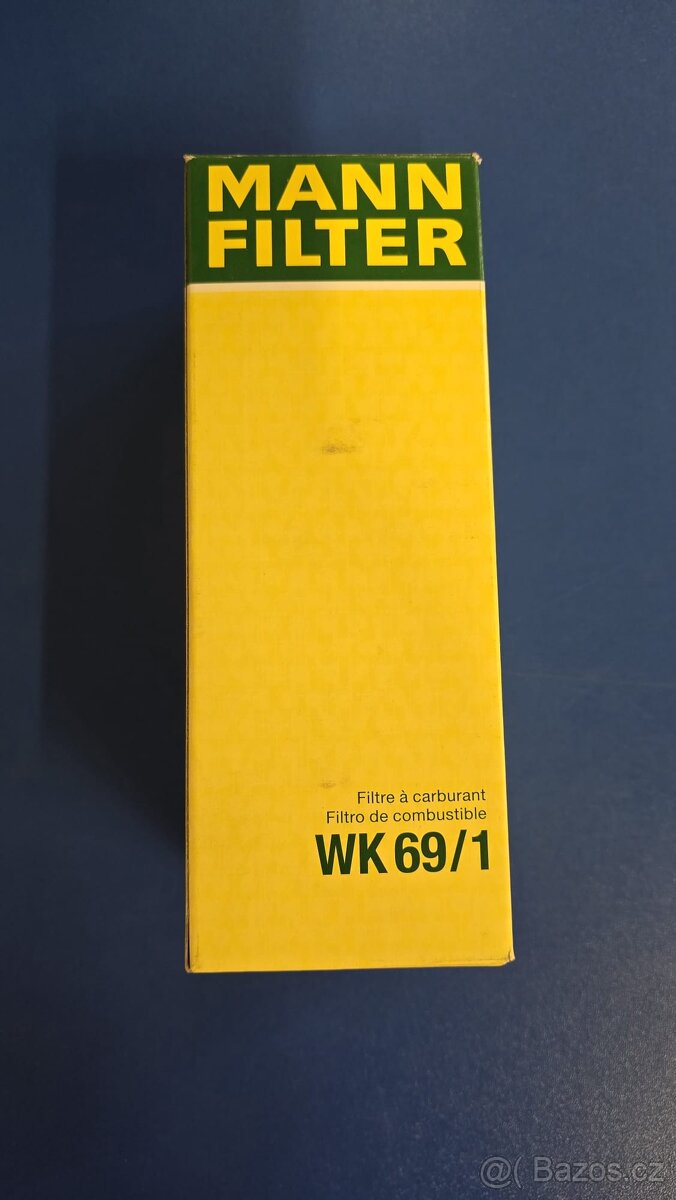 MANN
FILTER
Filtre à carburant
Filtro de combustible
WK 69/1
@( Bazos.cz